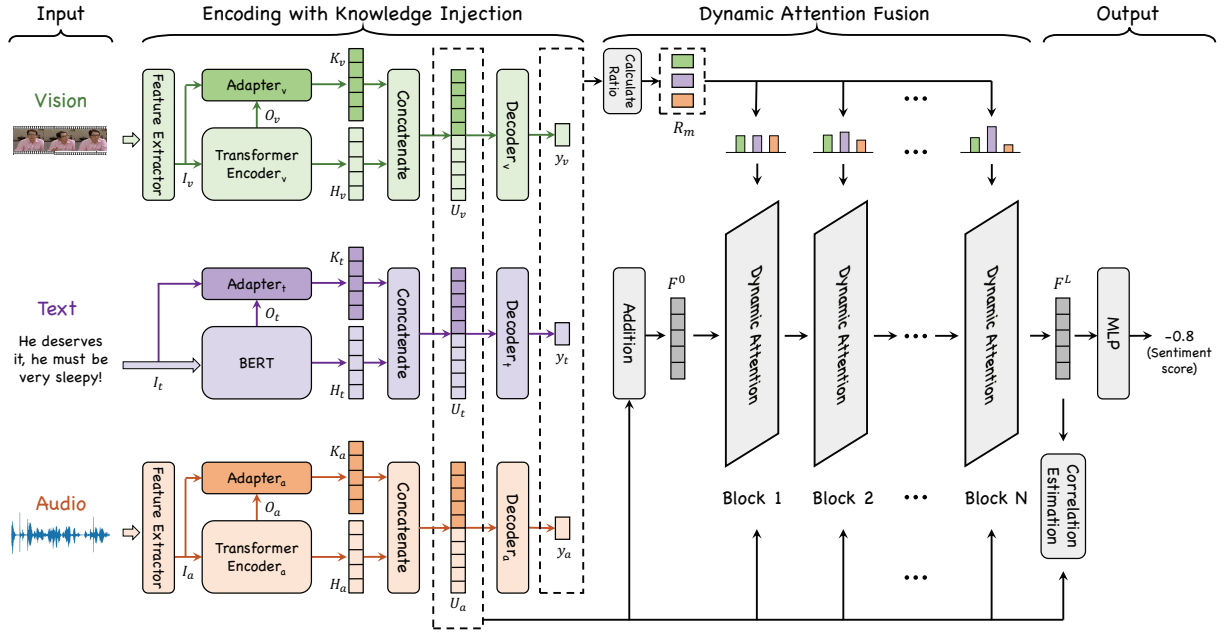 Input
Encoding with Knowledge Injection
Dynamic Attention Fusion
Output
Vision
Feature Extractor
I_v
Adapter_v
O_v
Transformer
Encoder_v
K_v
H_v
Concatenate
U_v
Decoder_v
y_v
Calculate
Ratio
R_m
...
...
Text
He deserves
it, he must be
very sleepy!
I_t
Adapter_t
O_t
BERT
K_t
H_t
Concatenate
U_t
Decoder_t
y_t
Addition
F^0
Dynamic Attention
Dynamic Attention
...
Dynamic Attention
F^L
MLP
-0.8
(Sentiment
score)
Block 1
Block 2
...
Block N
Correlation
Estimation
...
Audio
Feature Extractor
I_a
Adapter_a
O_a
Transformer
Encoder_a
K_a
H_a
Concatenate
U_a
Decoder_a
y_a